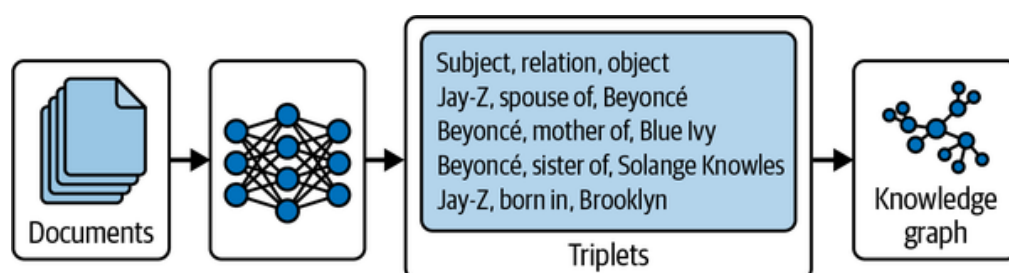 Documents
Subject, relation, object
Jay-Z, spouse of, Beyoncé
Beyoncé, mother of, Blue Ivy
Beyoncé, sister of, Solange Knowles
Jay-Z, born in, Brooklyn
Triplets
Knowledge
graph